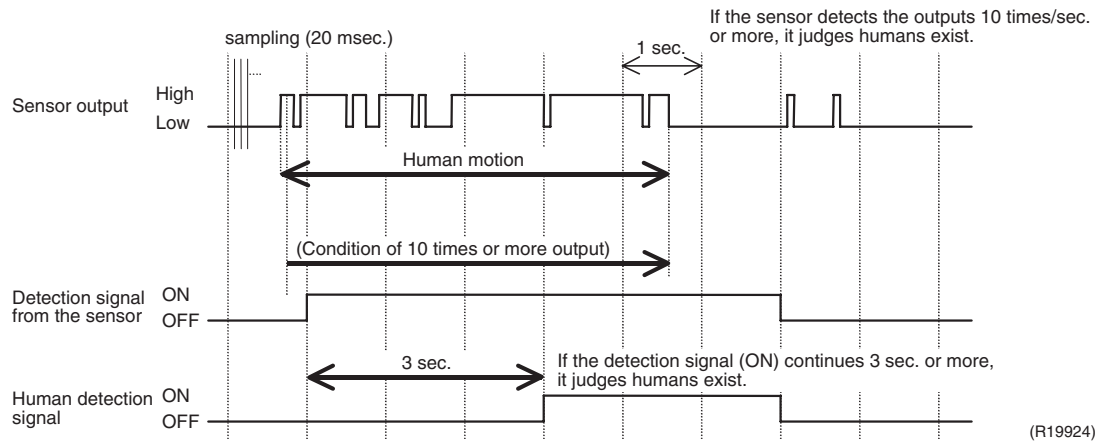 If the sensor detects the outputs 10 times/sec.
or more, it judges humans exist.
sampling (20 msec.)
1 sec.
....
Sensor output
High
Low
Human motion
(Condition of 10 times or more output)
Detection signal
from the sensor
ON
OFF
3 sec.
If the detection signal (ON) continues 3 sec. or more,
it judges humans exist.
Human detection
signal
ON
OFF
(R19924)